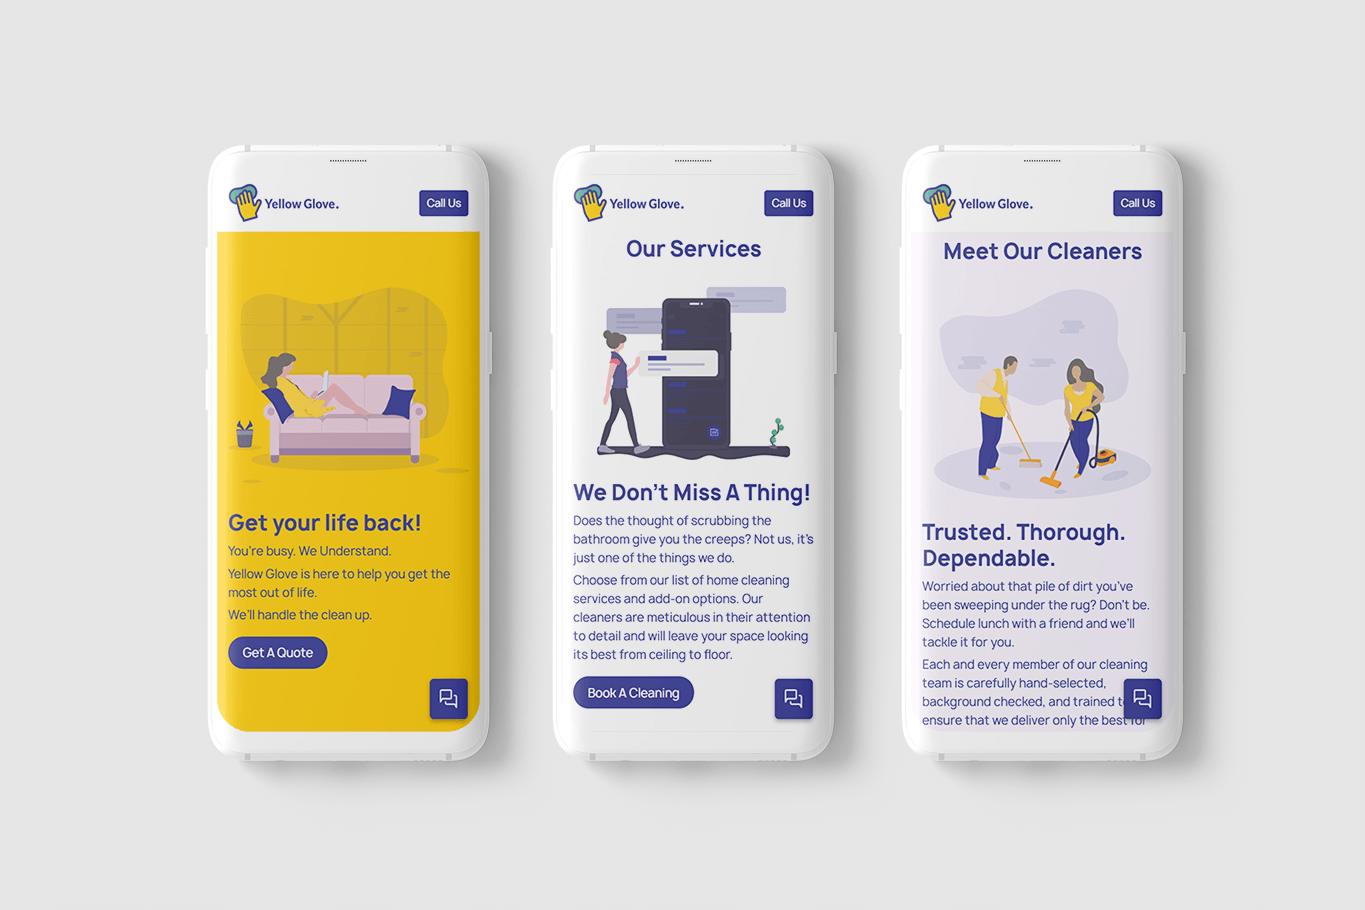 Yellow Glove.
Call Us
Get your life back!
You're busy. We Understand.
Yellow Glove is here to help you get the
most out of life.
We'll handle the clean up.
Get A Quote
Yellow Glove.
Call Us
Our Services
We Don't Miss A Thing!
Does the thought of scrubbing the
bathroom give you the creeps? Not us, it's
just one of the things we do.
Choose from our list of home cleaning
services and add-on options. Our
cleaners are meticulous in their attention
to detail and will leave your space looking
its best from ceiling to floor.
Book A Cleaning
Yellow Glove.
Call Us
Meet Our Cleaners
Trusted. Thorough.
Dependable.
Worried about that pile of dirt you've
been sweeping under the rug? Don't be.
Schedule lunch with a friend and we'll
tackle it for you.
Each and every member of our cleaning
team is carefully hand-selected,
background checked, and trained
ensure that we deliver only the best for